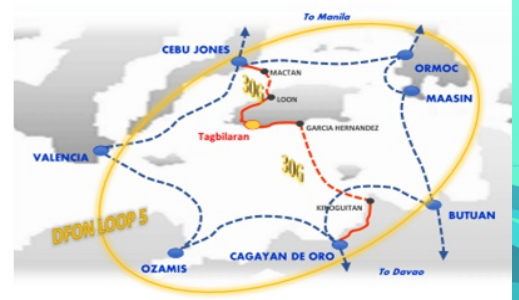 To Manila
CEBU JONES
ORMOC
MACTAN
30G
MAASIN
LOON
Tagbilaran
GARCIA HERNANDEZ
VALENCIA
30G
KINOGUITAN
DFON LOOP 5
BUTUAN
CAGAYAN DE ORO
OZAMIS
To Davao